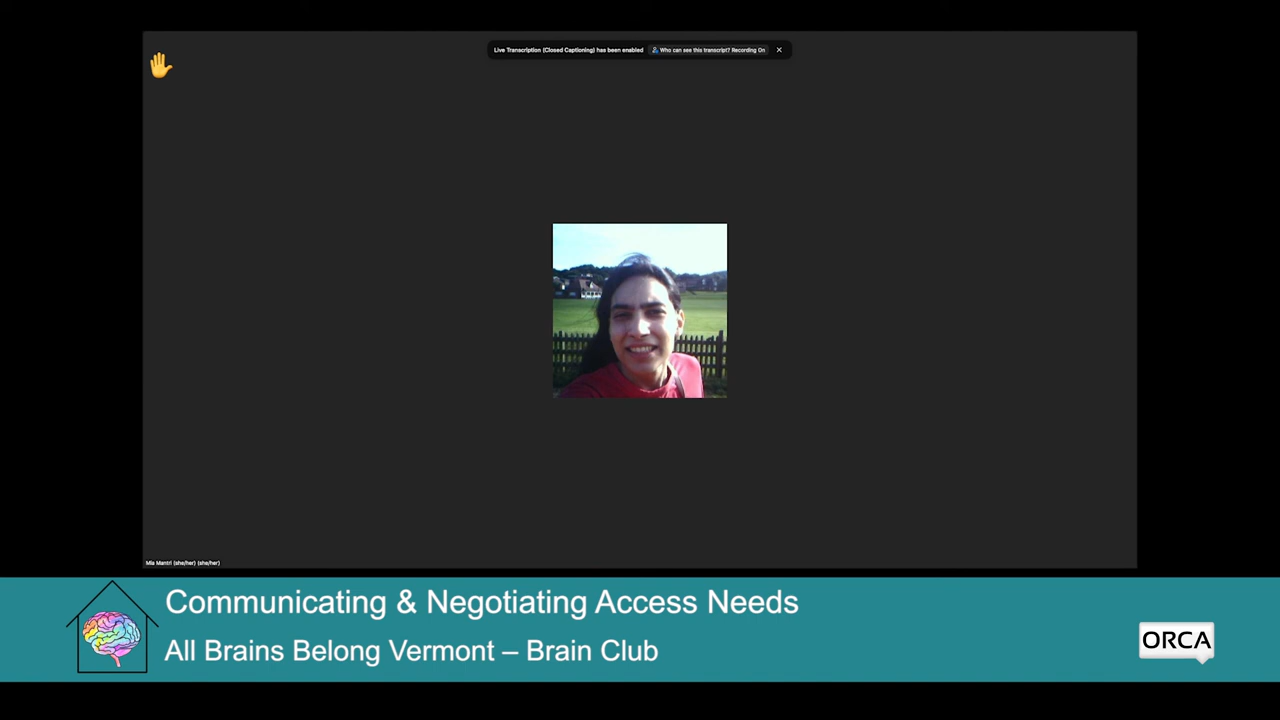 Live Transcription (Closed Captioning) has been enabled
Who can see this transcript? Recording On
Mia Mantri (she/her) (she/her)
Communicating & Negotiating Access Needs
All Brains Belong Vermont – Brain Club
ORCA